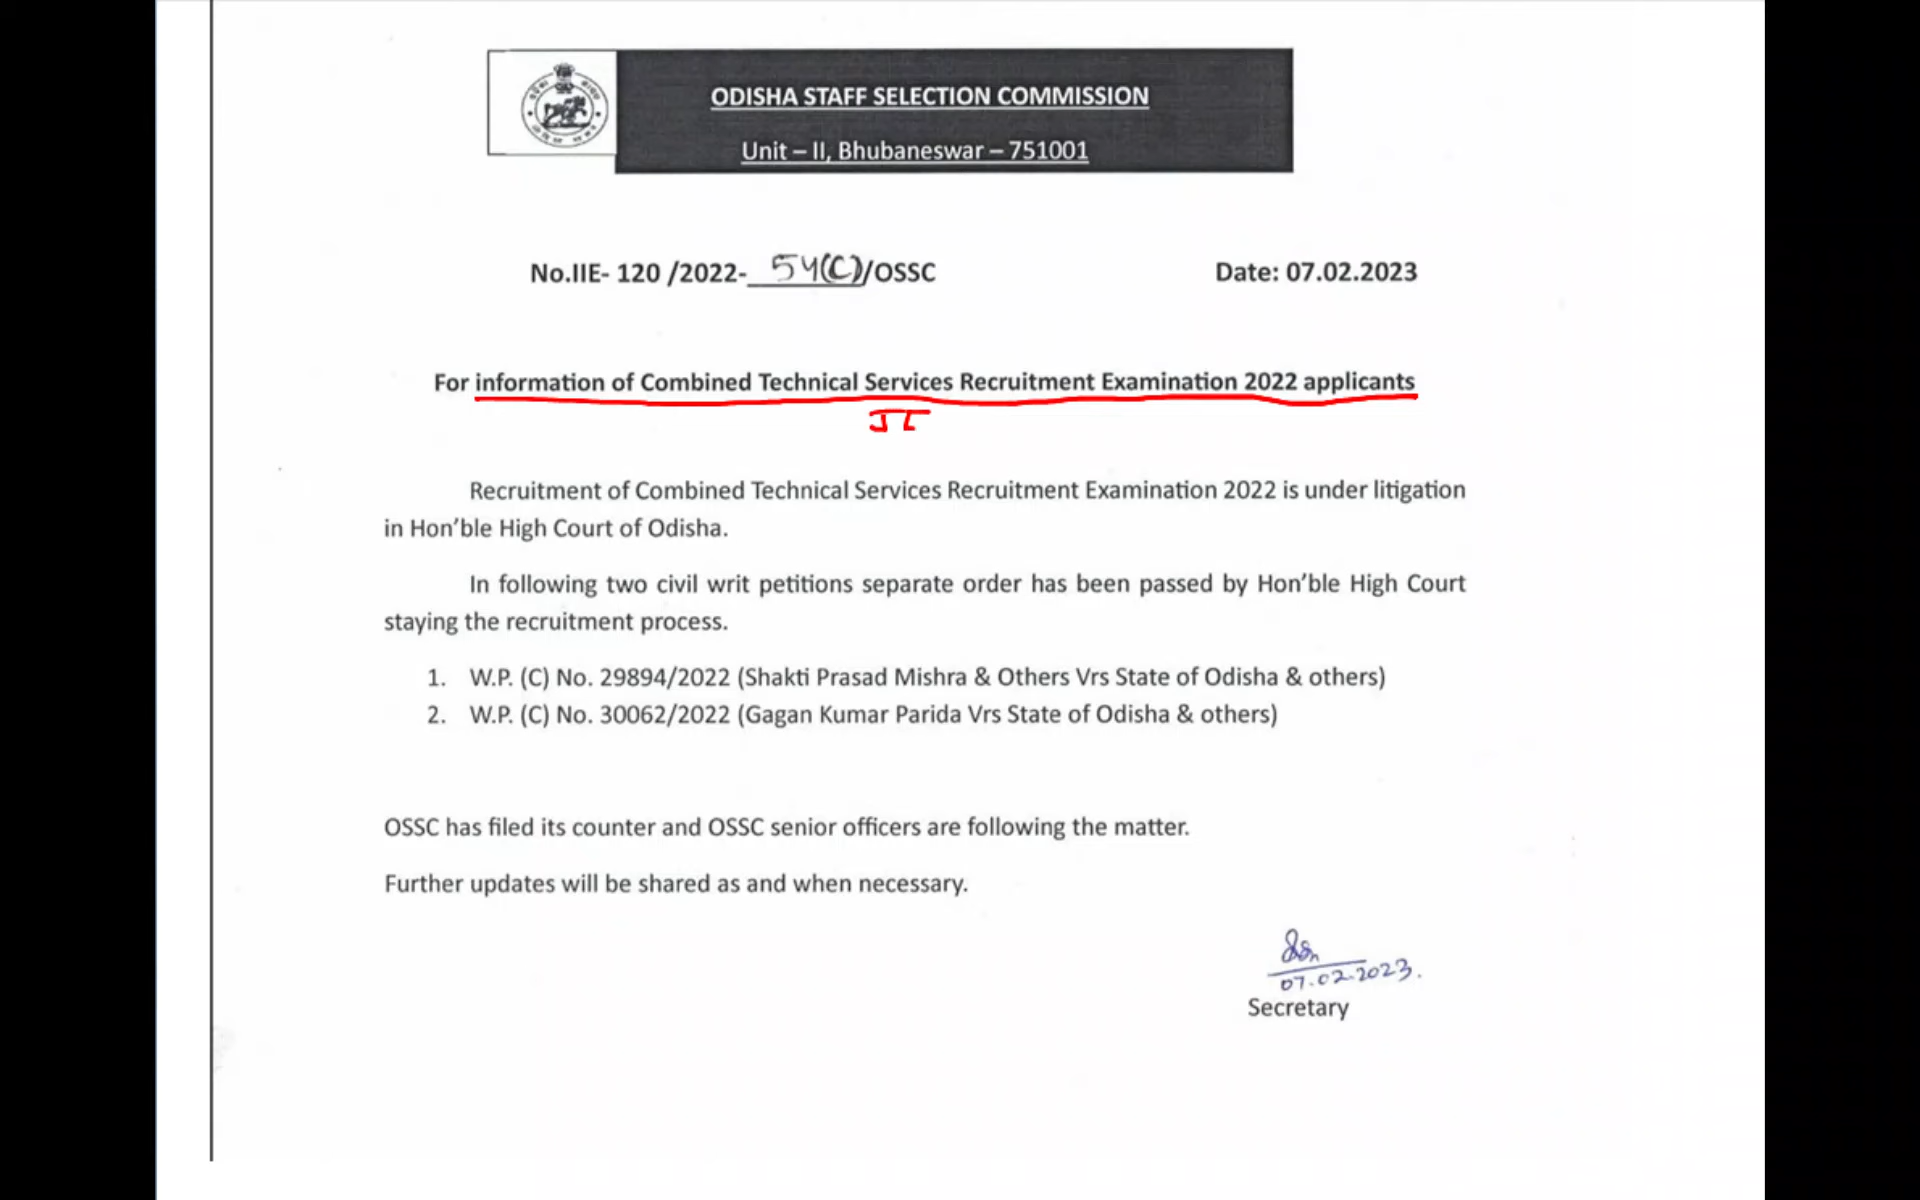 ODISHA STAFF SELECTION COMMISSION
Unit – II, Bhubaneswar – 751001
No.IIE- 120 /2022- 54(C)/OSSC
Date: 07.02.2023
For information of Combined Technical Services Recruitment Examination 2022 applicants
Recruitment of Combined Technical Services Recruitment Examination 2022 is under litigation
in Hon’ble High Court of Odisha.
In following two civil writ petitions separate order has been passed by Hon’ble High Court
staying the recruitment process.
1. W.P. (C) No. 29894/2022 (Shakti Prasad Mishra & Others Vrs State of Odisha & others)
2. W.P. (C) No. 30062/2022 (Gagan Kumar Parida Vrs State of Odisha & others)
OSSC has filed its counter and OSSC senior officers are following the matter.
Further updates will be shared as and when necessary.
07.02.2023.
Secretary